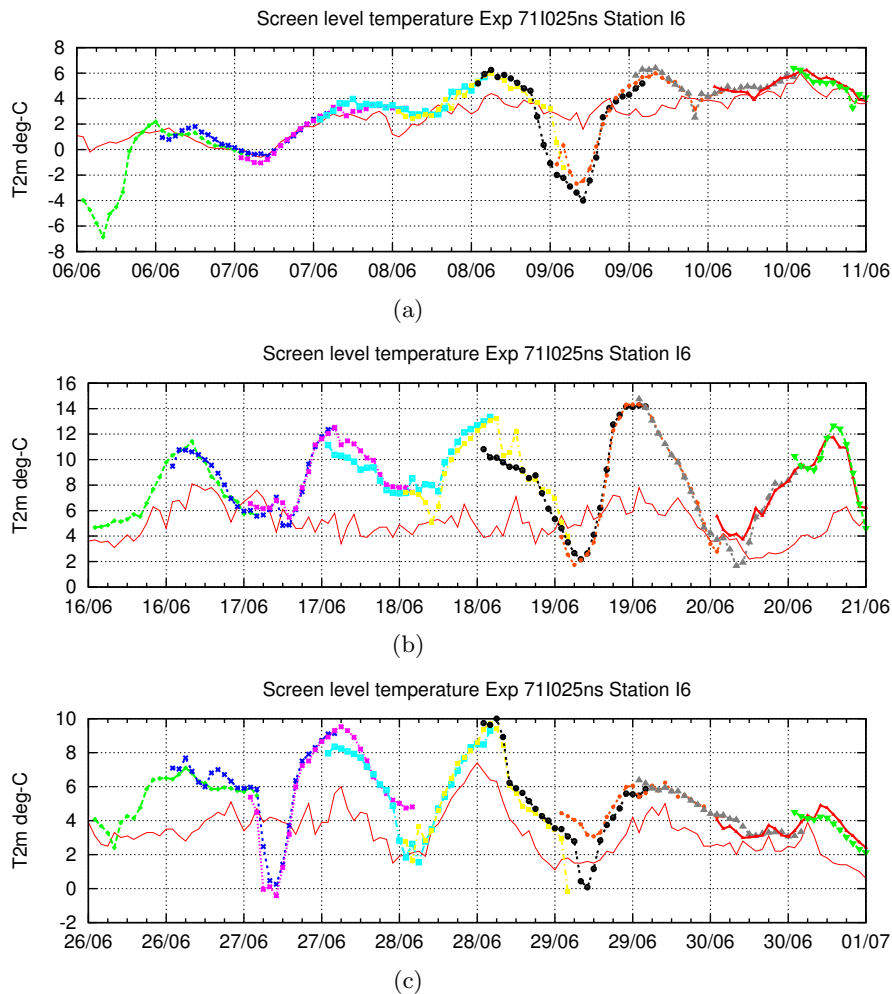 Screen level temperature Exp 71I025ns Station I6
8
6
4
2
0
-2
-4
-6
-8
T2m deg-C
06/06 06/06 07/06 07/06 08/06 08/06 09/06 09/06 10/06 10/06 11/06
(a)
Screen level temperature Exp 71I025ns Station I6
16
14
12
10
8
6
4
2
0
T2m deg-C
16/06 16/06 17/06 17/06 18/06 18/06 19/06 19/06 20/06 20/06 21/06
(b)
Screen level temperature Exp 71I025ns Station I6
10
8
6
4
2
0
-2
T2m deg-C
26/06 26/06 27/06 27/06 28/06 28/06 29/06 29/06 30/06 30/06 01/07
(c)